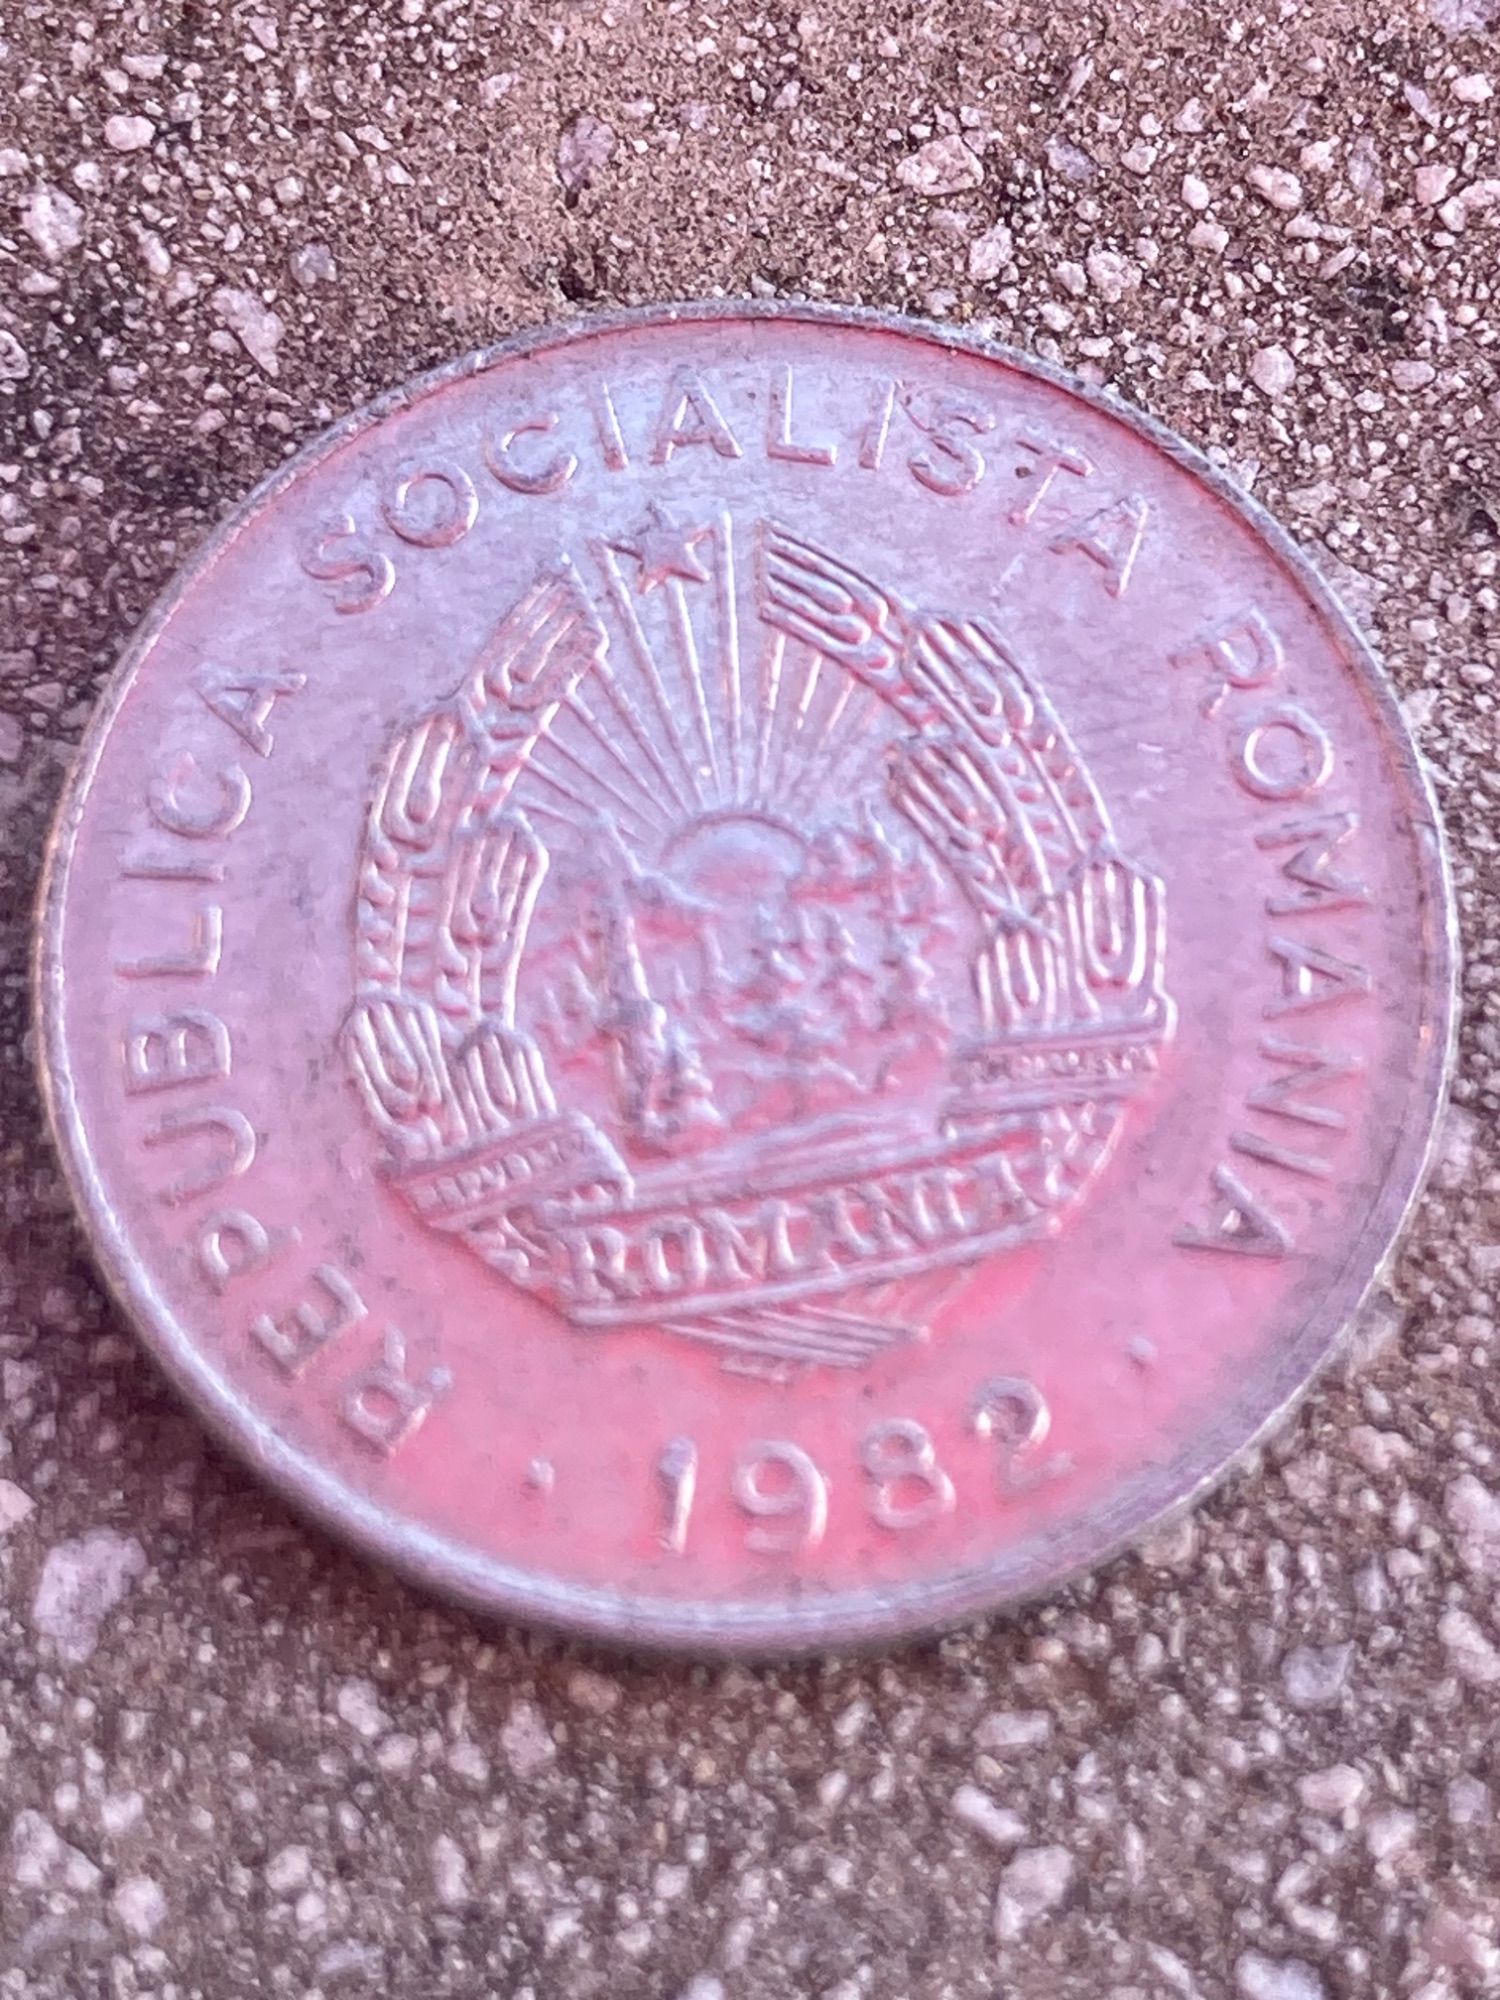 REPUBLICA SOCIALISTA ROMANIA
ROMANIA
· 1982 ·